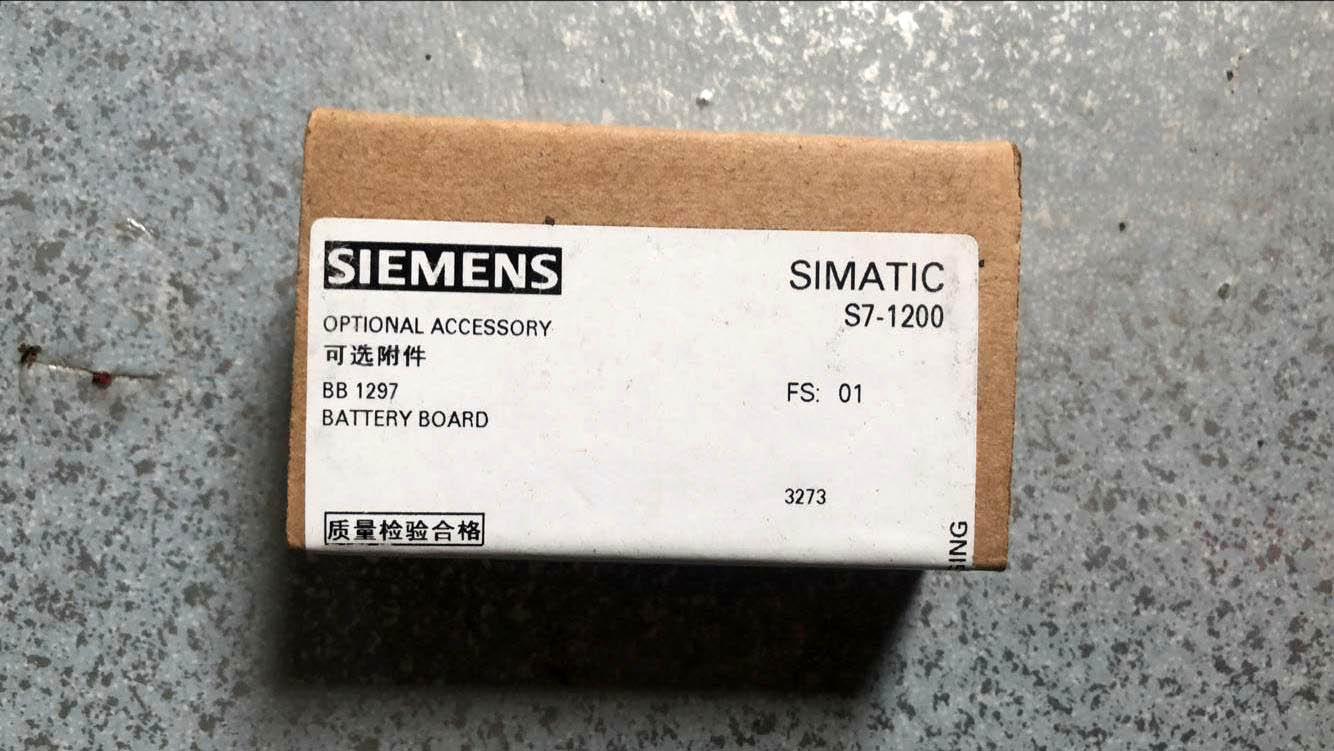 SIEMENS
SIMATIC
S7-1200
OPTIONAL ACCESSORY
可选附件
BB 1297
BATTERY BOARD
FS: 01
3273
质量检验合格